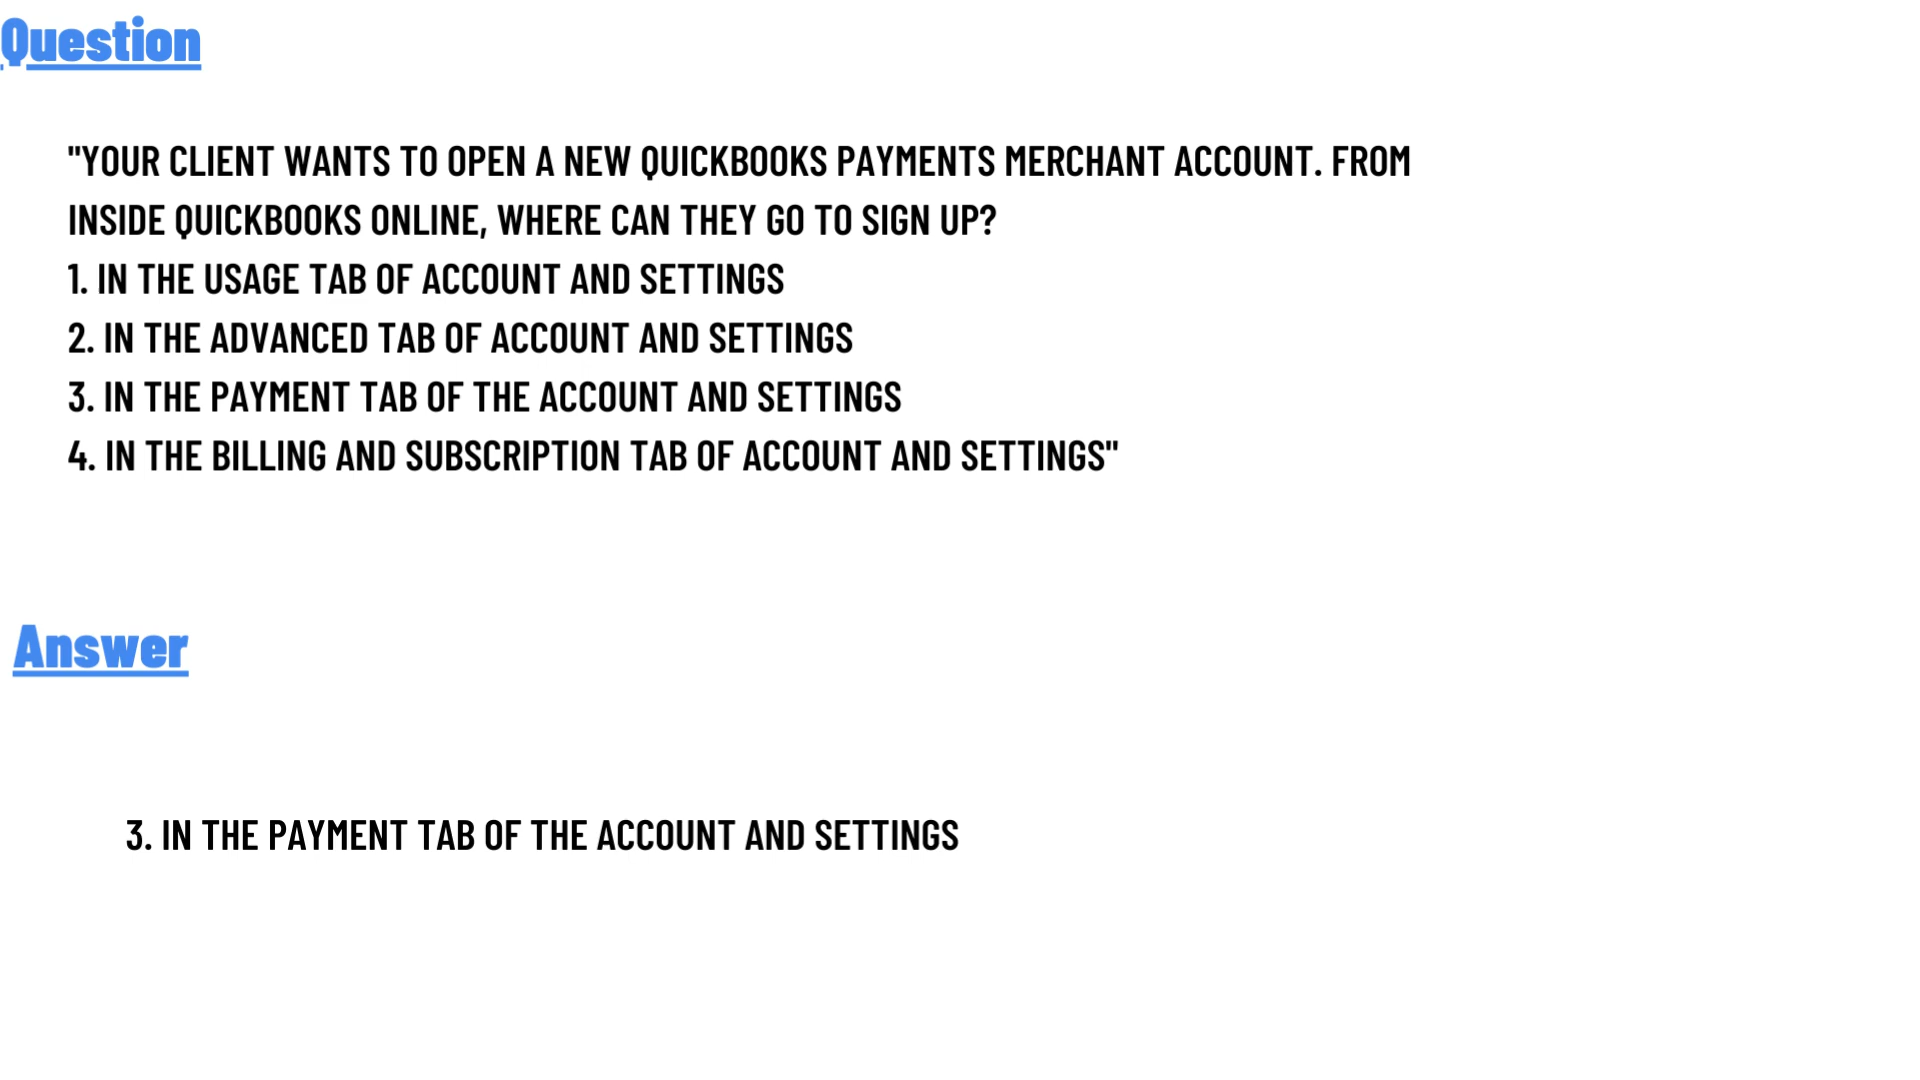 Question
"YOUR CLIENT WANTS TO OPEN A NEW QUICKBOOKS PAYMENTS MERCHANT ACCOUNT. FROM
INSIDE QUICKBOOKS ONLINE, WHERE CAN THEY GO TO SIGN UP?
1. IN THE USAGE TAB OF ACCOUNT AND SETTINGS
2. IN THE ADVANCED TAB OF ACCOUNT AND SETTINGS
3. IN THE PAYMENT TAB OF THE ACCOUNT AND SETTINGS
4. IN THE BILLING AND SUBSCRIPTION TAB OF ACCOUNT AND SETTINGS"
Answer
3. IN THE PAYMENT TAB OF THE ACCOUNT AND SETTINGS